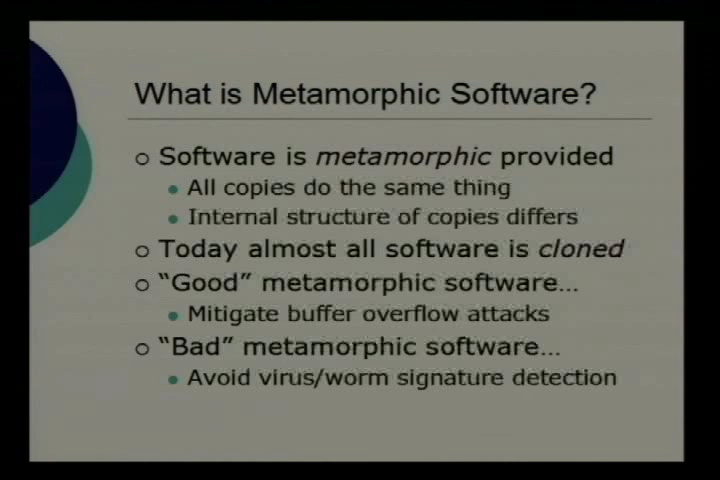 What is Metamorphic Software?
Software is metamorphic provided
All copies do the same thing
Internal structure of copies differs
Today almost all software is cloned
“Good” metamorphic software…
Mitigate buffer overflow attacks
“Bad” metamorphic software…
Avoid virus/worm signature detection